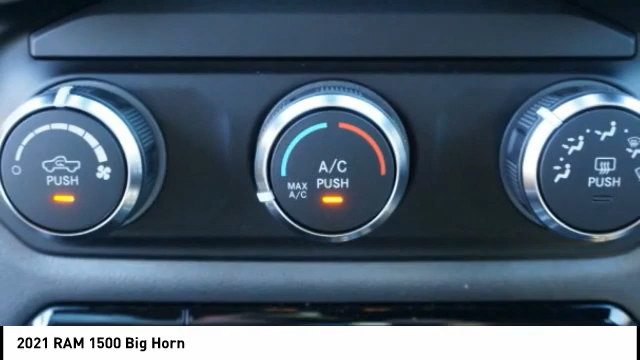 PUSH
A/C
PUSH
MAX
A/C
PUSH
2021 RAM 1500 Big Horn